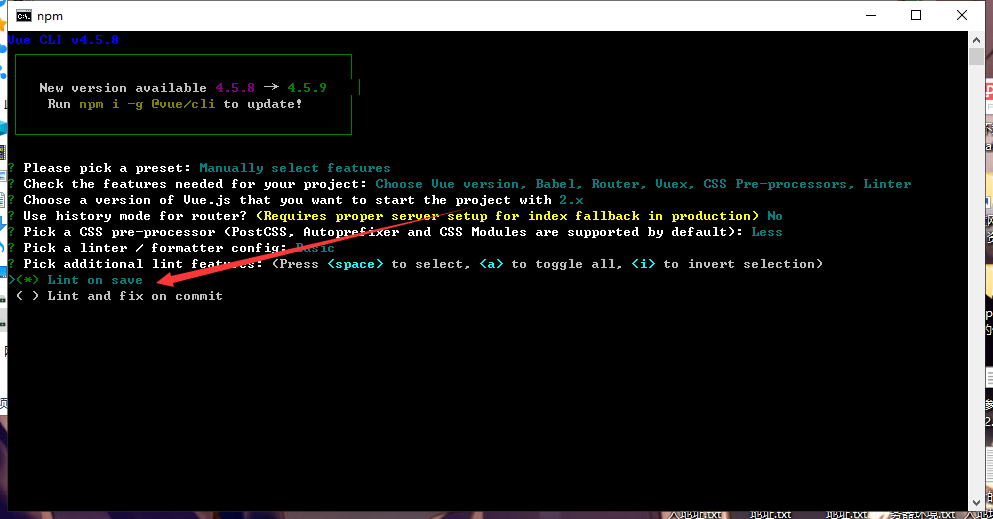 npm
Vue CLI v4.5.8
New version available 4.5.8 → 4.5.9
Run npm i -g @vue/cli to update!
? Please pick a preset: Manually select features
? Check the features needed for your project: Choose Vue version, Babel, Router, Vuex, CSS Pre-processors, Linter
? Choose a version of Vue.js that you want to start the project with 2.x
? Use history mode for router? (Requires proper server setup for index fallback in production) No
? Pick a CSS pre-processor (PostCSS, Autoprefixer and CSS Modules are supported by default): Less
? Pick a linter / formatter config: Basic
? Pick additional lint features: (Press <space> to select, <a> to toggle all, <i> to invert selection)
>(*) Lint on save
( ) Lint and fix on commit